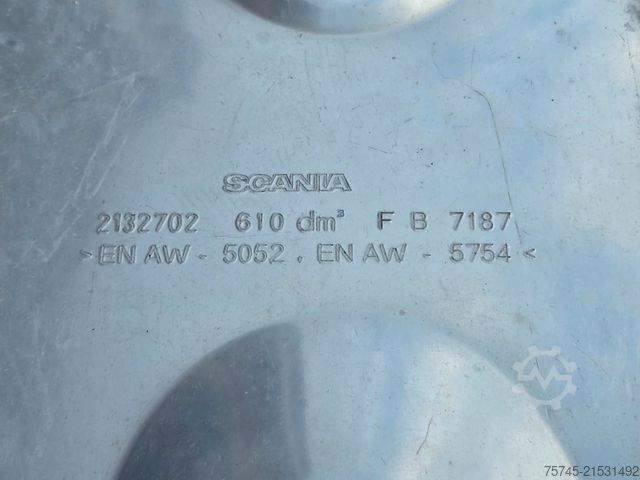 SCANIA
2132702 610 dm³ F B 7187
>EN AW - 5052 , EN AW - 5754<
75745-21531492